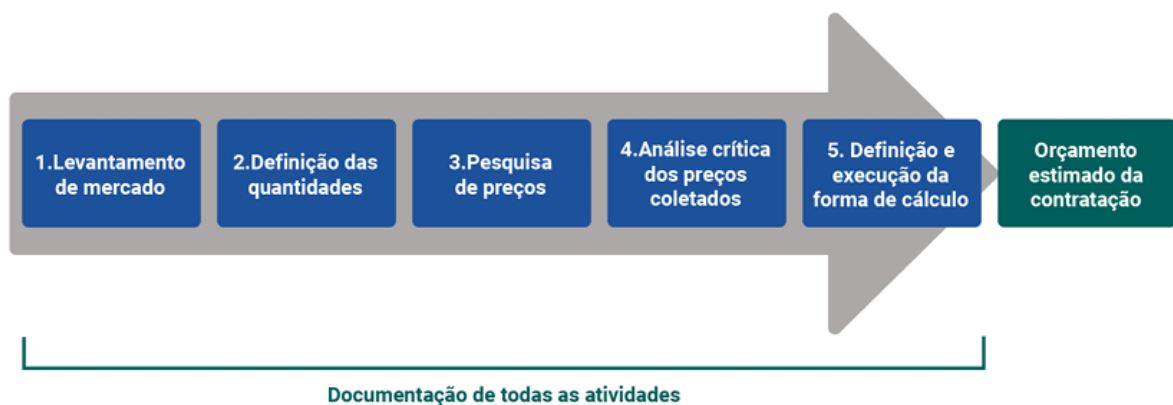 1.Levantamento
de mercado
2.Definição das
quantidades
3.Pesquisa
de preços
4.Análise crítica
dos preços
coletados
5. Definição e
execução da
forma de cálculo
Orçamento
estimado da
contratação
Documentação de todas as atividades